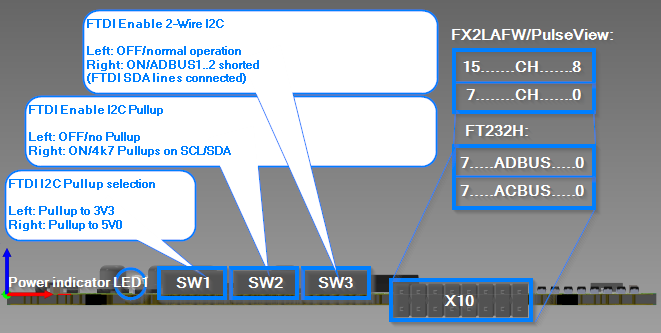 FTDI Enable 2-Wire I2C
Left: OFF/normal operation
Right: ON/ADBUS1..2 shorted
(FTDI SDA lines connected)
FTDI Enable I2C Pullup
Left: OFF/no Pullup
Right: ON/4k7 Pullups on SCL/SDA
FTDI I2C Pullup selection
Left: Pullup to 3V3
Right: Pullup to 5V0
FX2LAFW/PulseView:
15.......CH.......8
7.......CH.......0
FT232H:
7.....ADBUS.....0
7.....ACBUS.....0
Power indicator LED1
SW1
SW2
SW3
X10